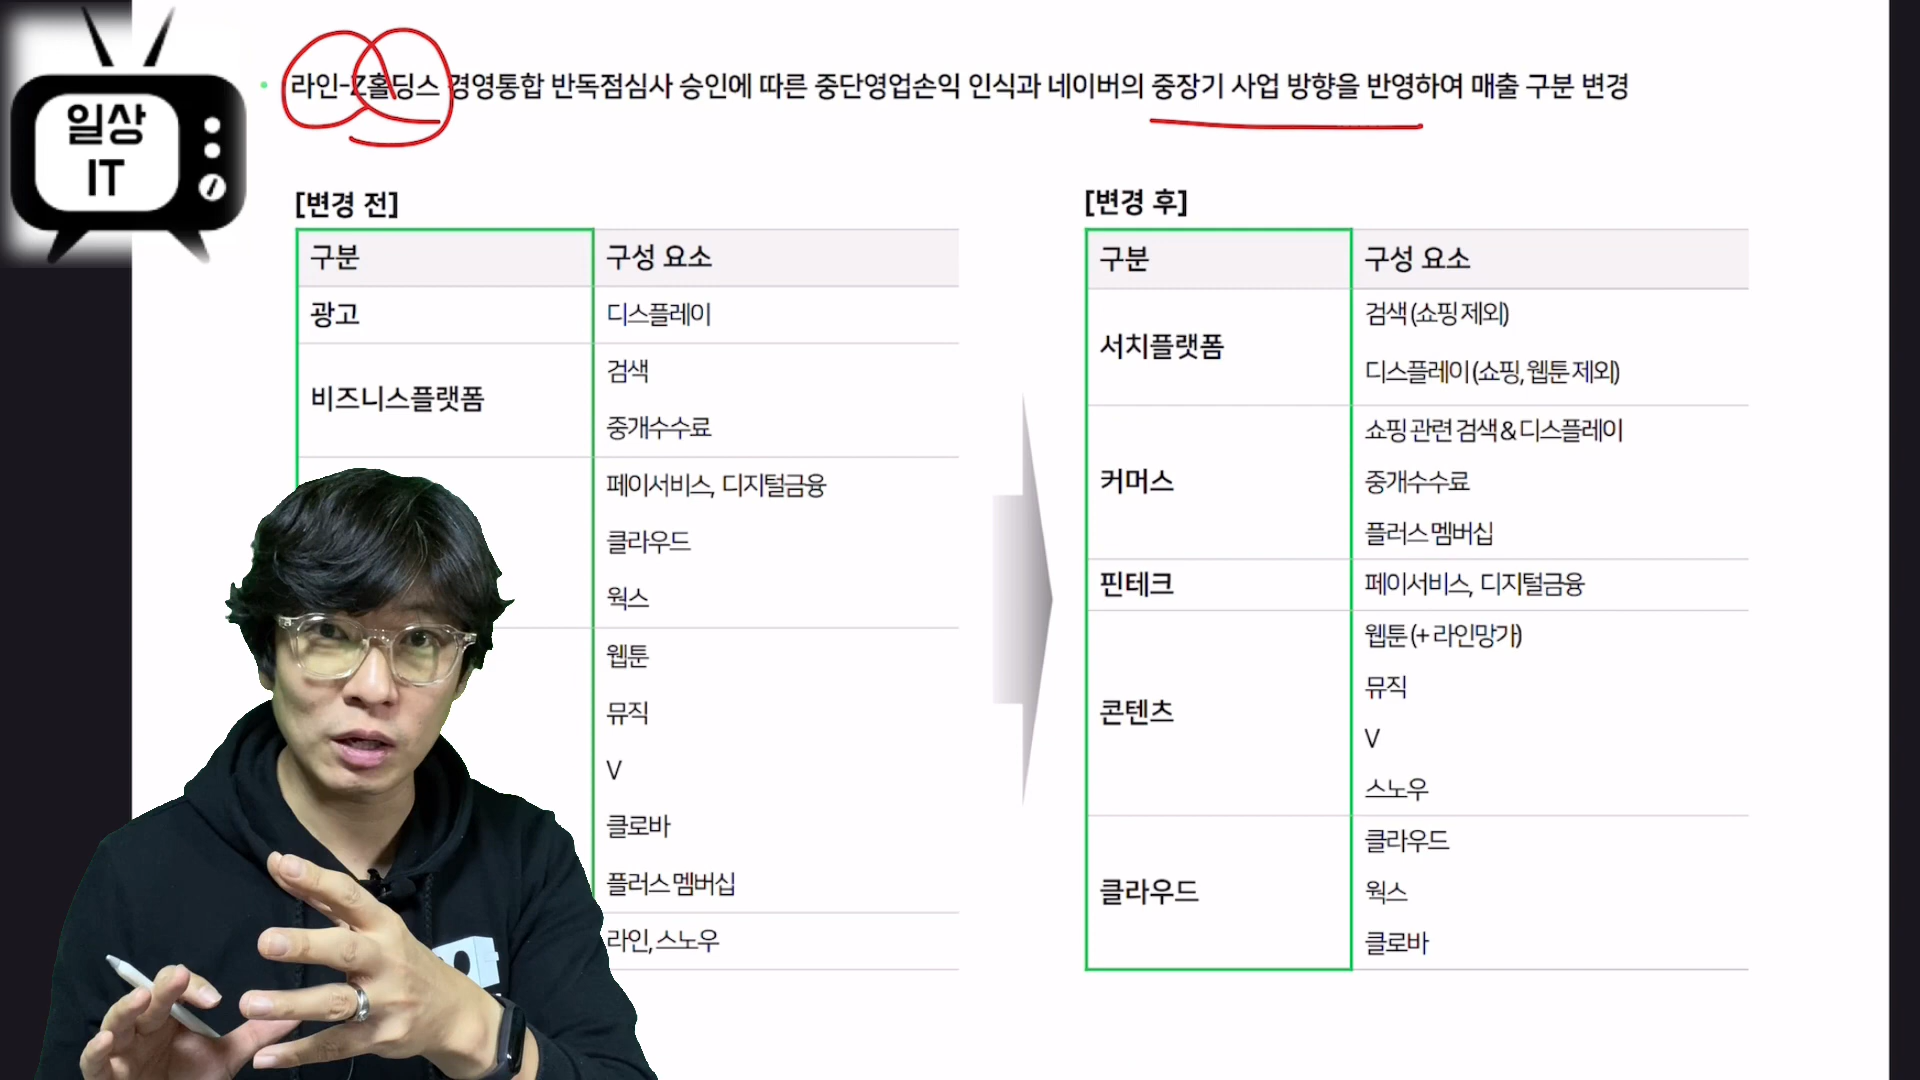 일상
IT
라인-Z홀딩스 경영통합 반독점심사 승인에 따른 중단영업손익 인식과 네이버의 중장기 사업 방향을 반영하여 매출 구분 변경
[변경 전]
구분 구성 요소
광고 디스플레이
비즈니스플랫폼
검색
중개수수료
페이서비스, 디지털금융
클라우드
웍스
웹툰
뮤직
V
클로바
플러스 멤버십
라인, 스노우
[변경 후]
구분 구성 요소
서치플랫폼
검색 (쇼핑 제외)
디스플레이 (쇼핑, 웹툰 제외)
커머스
쇼핑 관련 검색 & 디스플레이
중개수수료
플러스 멤버십
핀테크 페이서비스, 디지털금융
콘텐츠
웹툰 (+ 라인망가)
뮤직
V
스노우
클라우드
클라우드
웍스
클로바